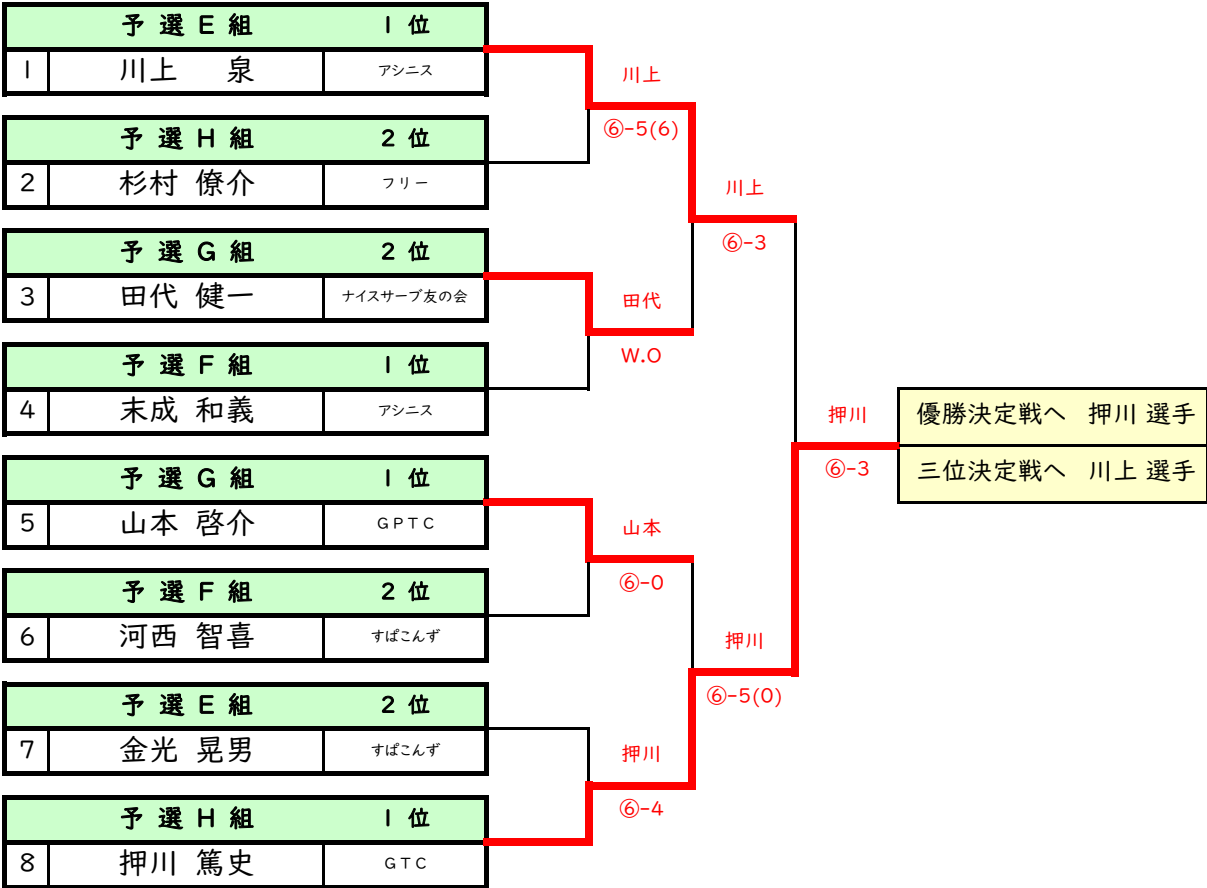 予選E組 1位
1 川上 泉 アシニス
川上
⑥-5(6)
予選H組 2位
2 杉村 僚介 フリー
川上
⑥-3
予選G組 2位
3 田代 健一 ナイスサーブ友の会
田代
W.O
予選F組 1位
4 末成 和義 アシニス
押川
⑥-3
優勝決定戦へ 押川 選手
三位決定戦へ 川上 選手
予選G組 1位
5 山本 啓介 GPTC
山本
⑥-0
予選F組 2位
6 河西 智喜 すぱこんず
押川
⑥-5(0)
予選E組 2位
7 金光 晃男 すぱこんず
押川
⑥-4
予選H組 1位
8 押川 篤史 GTC